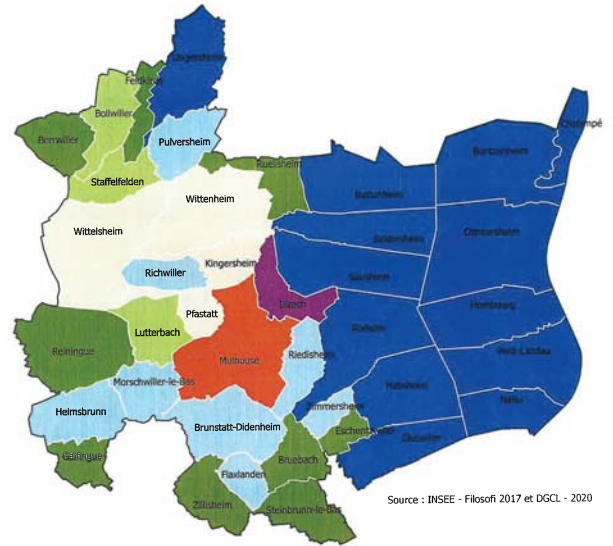 Ungersheim
Feldkirch
Bollwiller
Chalampé
Berrwiller
Pulversheim
Bantzenheim
Ruelisheim
Staffelfelden
Battenheim
Wittenheim
Wittelsheim
Ottmarsheim
Baldersheim
Kingersheim
Richwiller
Sausheim
Illzach
Hombourg
Pfastatt
Lutterbach
Rixheim
Reiningue
Mulhouse
Riedisheim
Petit-Landau
Morschwiller-le-Bas
Habsheim
Niffer
Heimsbrunn
Zimmersheim
Brunstatt-Didenheim
Eschentzwiller
Dietwiller
Galfingue
Bruebach
Flaxlanden
Zillisheim
Steinbrunn-le-Bas
Source : INSEE - Filosofi 2017 et DGCL - 2020